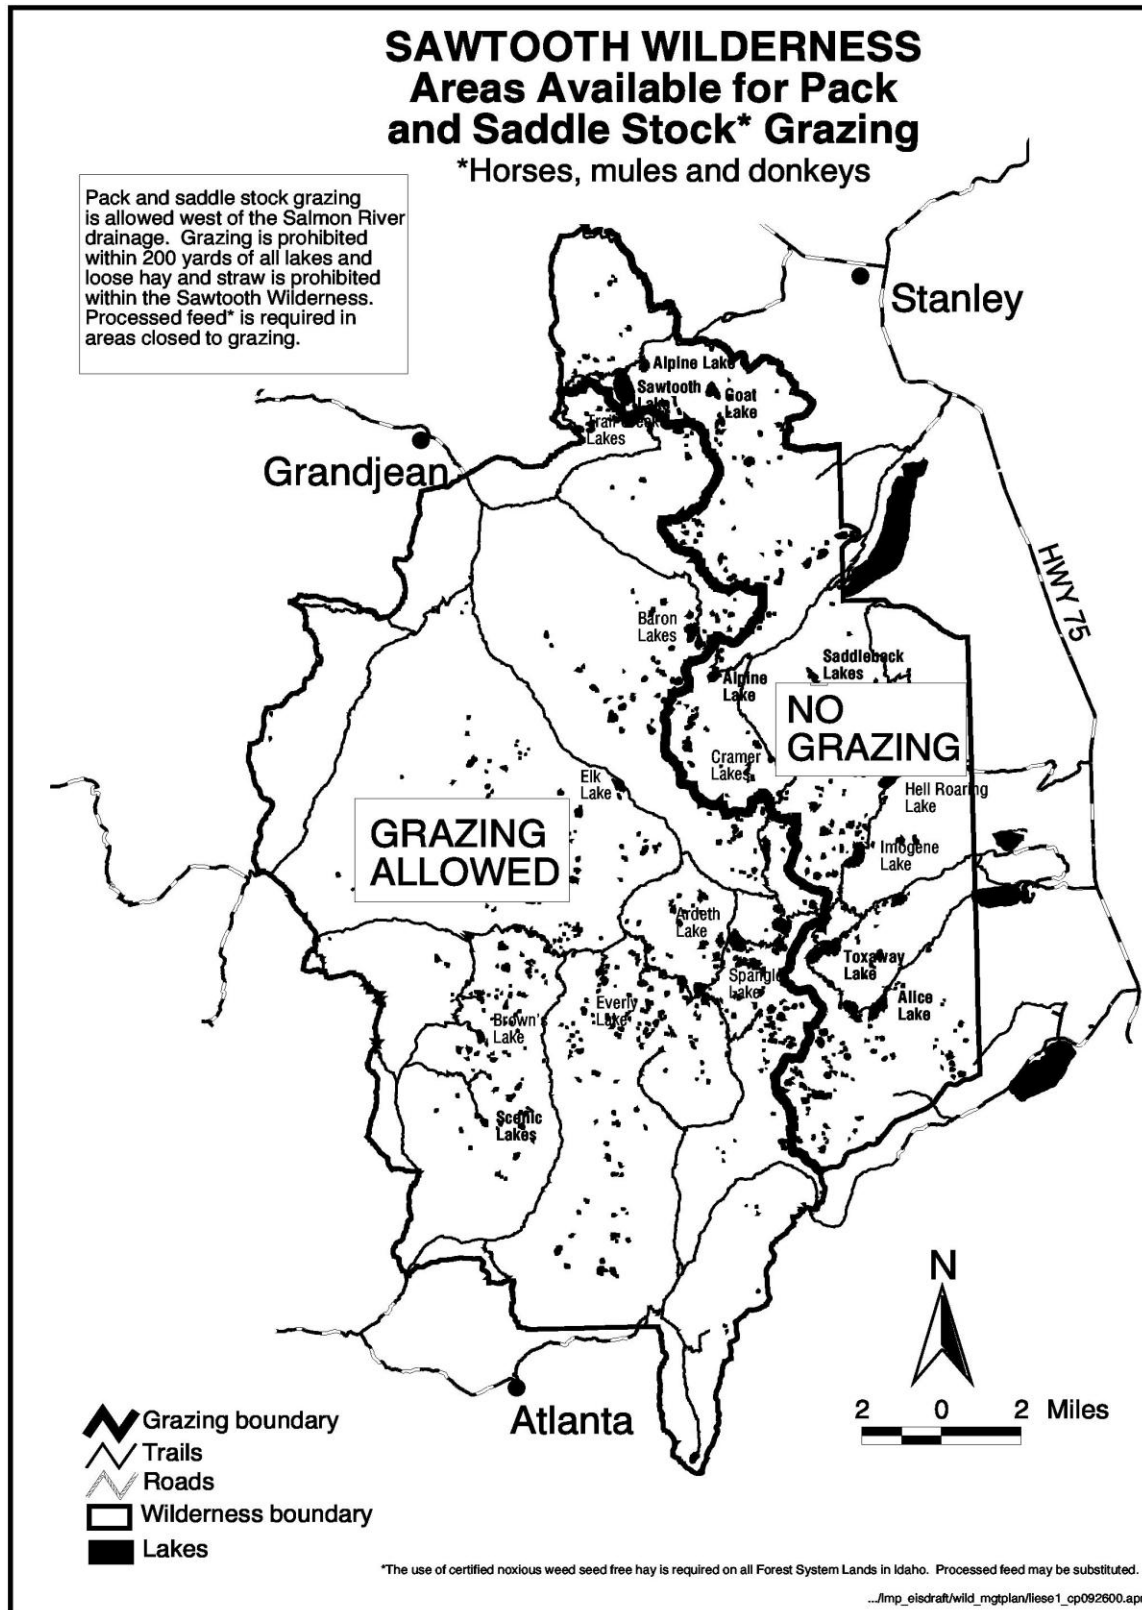 SAWTOOTH WILDERNESS
Areas Available for Pack
and Saddle Stock* Grazing
*Horses, mules and donkeys
Pack and saddle stock grazing
is allowed west of the Salmon River
drainage. Grazing is prohibited
within 200 yards of all lakes and
loose hay and straw is prohibited
within the Sawtooth Wilderness.
Processed feed* is required in
areas closed to grazing.
Stanley
Alpine Lake
Sawtooth
Lake
Goat
Lake
Trail Creek
Lakes
Grandjean
HWY 75
Baron
Lakes
Saddleback
Lakes
Alpine
Lake
NO
GRAZING
Cramer
Lakes
Elk
Lake
Hell Roaring
Lake
GRAZING
ALLOWED
Imogene
Lake
Ardeth
Lake
Toxaway
Lake
Spangle
Lake
Alice
Lake
Everly
Lake
Brown's
Lake
Scenic
Lakes
N
2 0 2 Miles
Atlanta
Grazing boundary
Trails
Roads
Wilderness boundary
Lakes
*The use of certified noxious weed seed free hay is required on all Forest System Lands in Idaho. Processed feed may be substituted.
.../lmp_eisdraft/wild_mgtplan/liese1_cp092600.apr